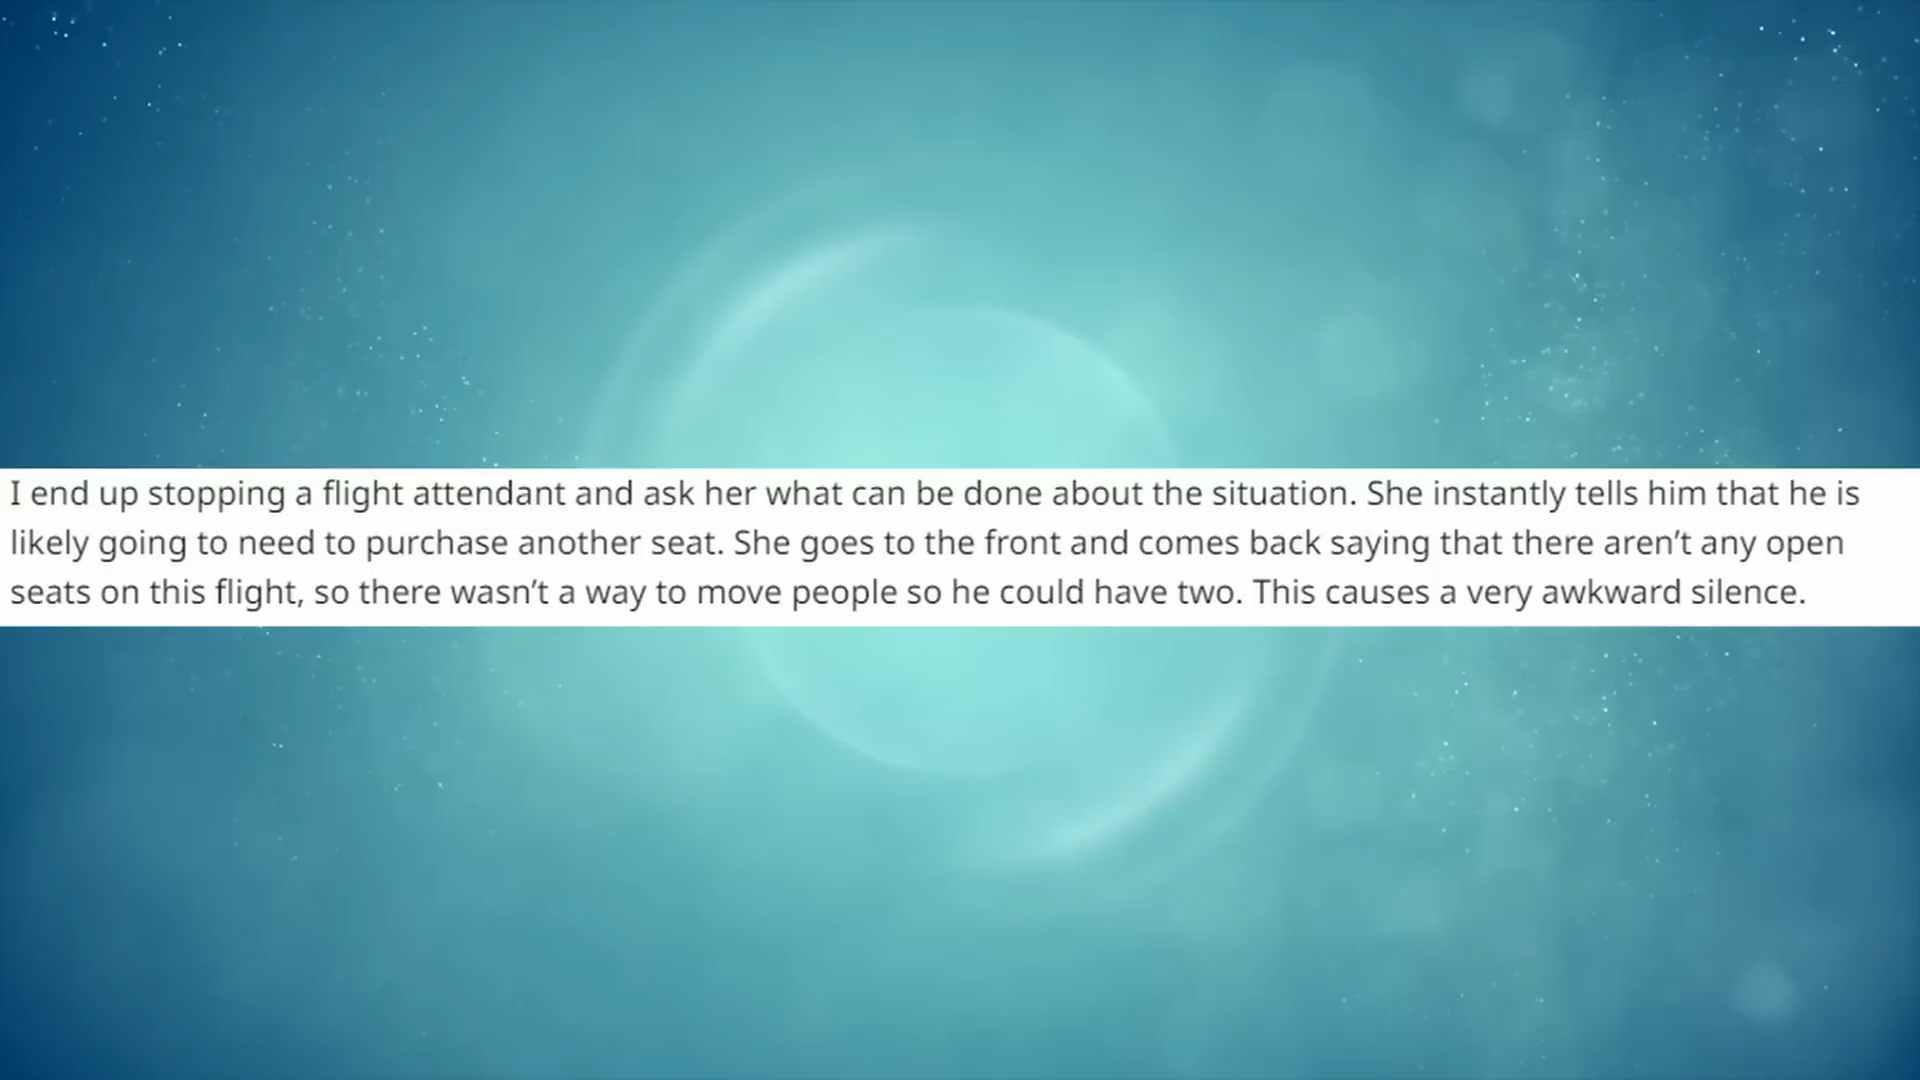 I end up stopping a flight attendant and ask her what can be done about the situation. She instantly tells him that he is
likely going to need to purchase another seat. She goes to the front and comes back saying that there aren’t any open
seats on this flight, so there wasn’t a way to move people so he could have two. This causes a very awkward silence.